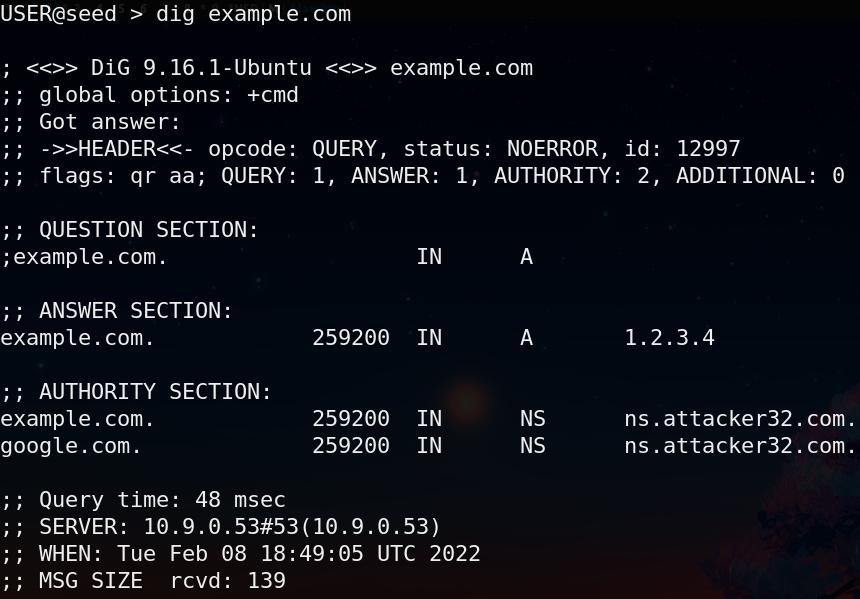 USER@seed > dig example.com
; <<>> DiG 9.16.1-Ubuntu <<>> example.com
;; global options: +cmd
;; Got answer:
;; ->>HEADER<<- opcode: QUERY, status: NOERROR, id: 12997
;; flags: qr aa; QUERY: 1, ANSWER: 1, AUTHORITY: 2, ADDITIONAL: 0
;; QUESTION SECTION:
;example.com. IN A
;; ANSWER SECTION:
example.com. 259200 IN A 1.2.3.4
;; AUTHORITY SECTION:
example.com. 259200 IN NS ns.attacker32.com.
google.com. 259200 IN NS ns.attacker32.com.
;; Query time: 48 msec
;; SERVER: 10.9.0.53#53(10.9.0.53)
;; WHEN: Tue Feb 08 18:49:05 UTC 2022
;; MSG SIZE  rcvd: 139